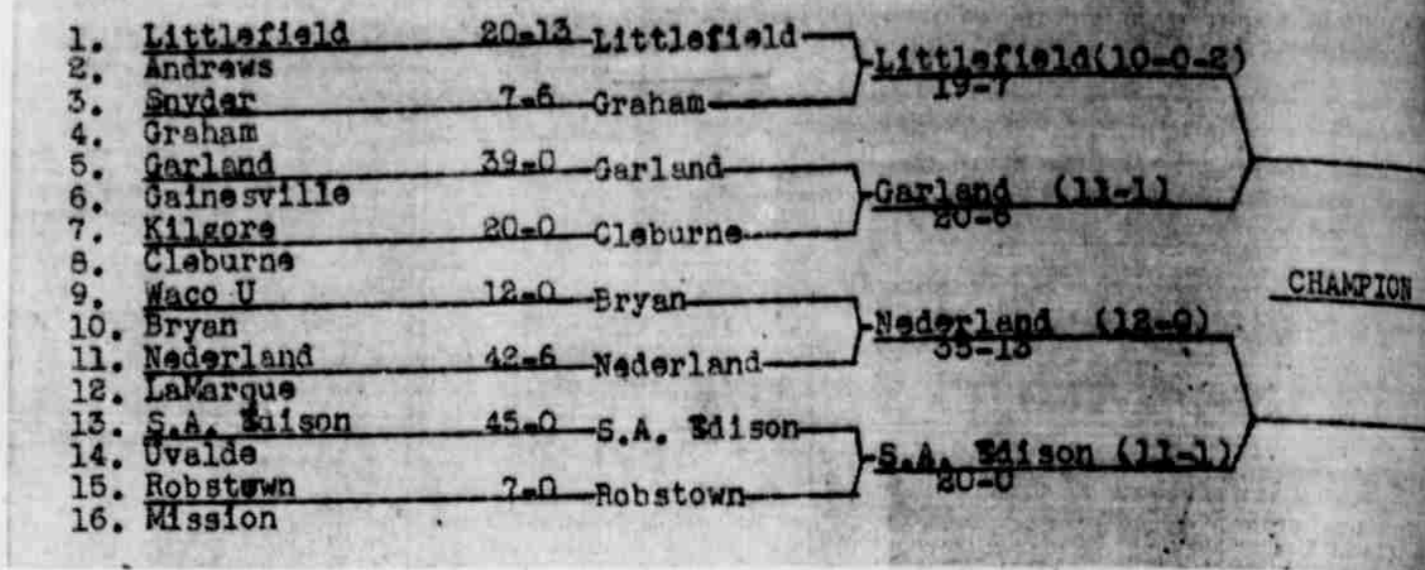 1. Littlefield 20-13 Littlefield
Littlefield(10-0-2)
2. Andrews
19-7
3. Snyder 7-6 Graham
4. Graham
5. Garland 39-0 Garland
Garland (11-1)
6. Gainesville
20-6
7. Kilgore 20-0 Cleburne
8. Cleburne
9. Waco U 12-0 Bryan
CHAMPION
10. Bryan
Nederland (12-0)
35-13
11. Nederland 42-6 Nederland
12. LaMarque
13. S.A. Edison 45-0 S.A. Edison
14. Uvalde
S.A. Edison (11-1)
20-0
15. Robstown 7-0 Robstown
16. Mission